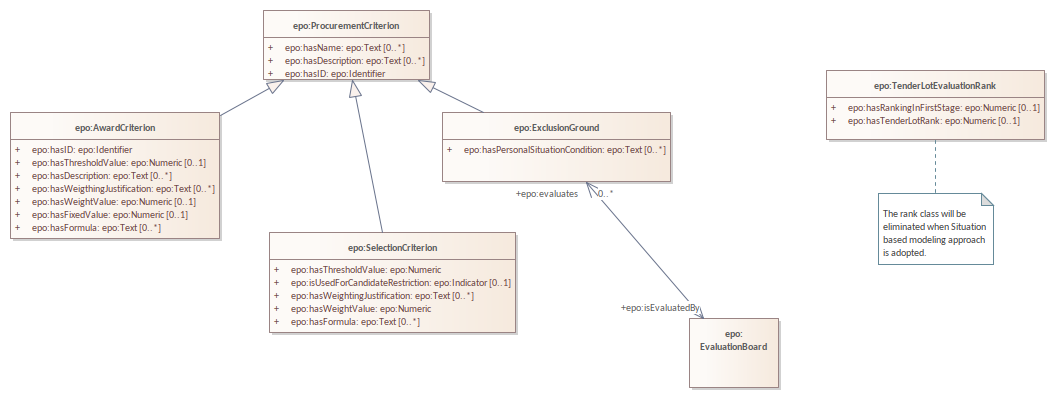 epo:ProcurementCriterion
+ epo:hasName: epo:Text [0..*]
+ epo:hasDescription: epo:Text [0..*]
+ epo:hasID: epo:Identifier
epo:AwardCriterion
+ epo:hasID: epo:Identifier
+ epo:hasThresholdValue: epo:Numeric [0..1]
+ epo:hasDescription: epo:Text [0..*]
+ epo:hasWeigthingJustification: epo:Text [0..*]
+ epo:hasWeightValue: epo:Numeric [0..1]
+ epo:hasFixedValue: epo:Numeric [0..1]
+ epo:hasFormula: epo:Text [0..*]
epo:ExclusionGround
+ epo:hasPersonalSituationCondition: epo:Text [0..*]
epo:TenderLotEvaluationRank
+ epo:hasRankingInFirstStage: epo:Numeric [0..1]
+ epo:hasTenderLotRank: epo:Numeric [0..1]
+epo:evaluates 0..*
The rank class will be
eliminated when Situation
based modeling approach
is adopted.
epo:SelectionCriterion
+ epo:hasThresholdValue: epo:Numeric
+ epo:isUsedForCandidateRestriction: epo:Indicator [0..1]
+ epo:hasWeightingJustification: epo:Text [0..*]
+ epo:hasWeightValue: epo:Numeric
+ epo:hasFormula: epo:Text [0..*]
+epo:isEvaluatedBy
epo:
EvaluationBoard